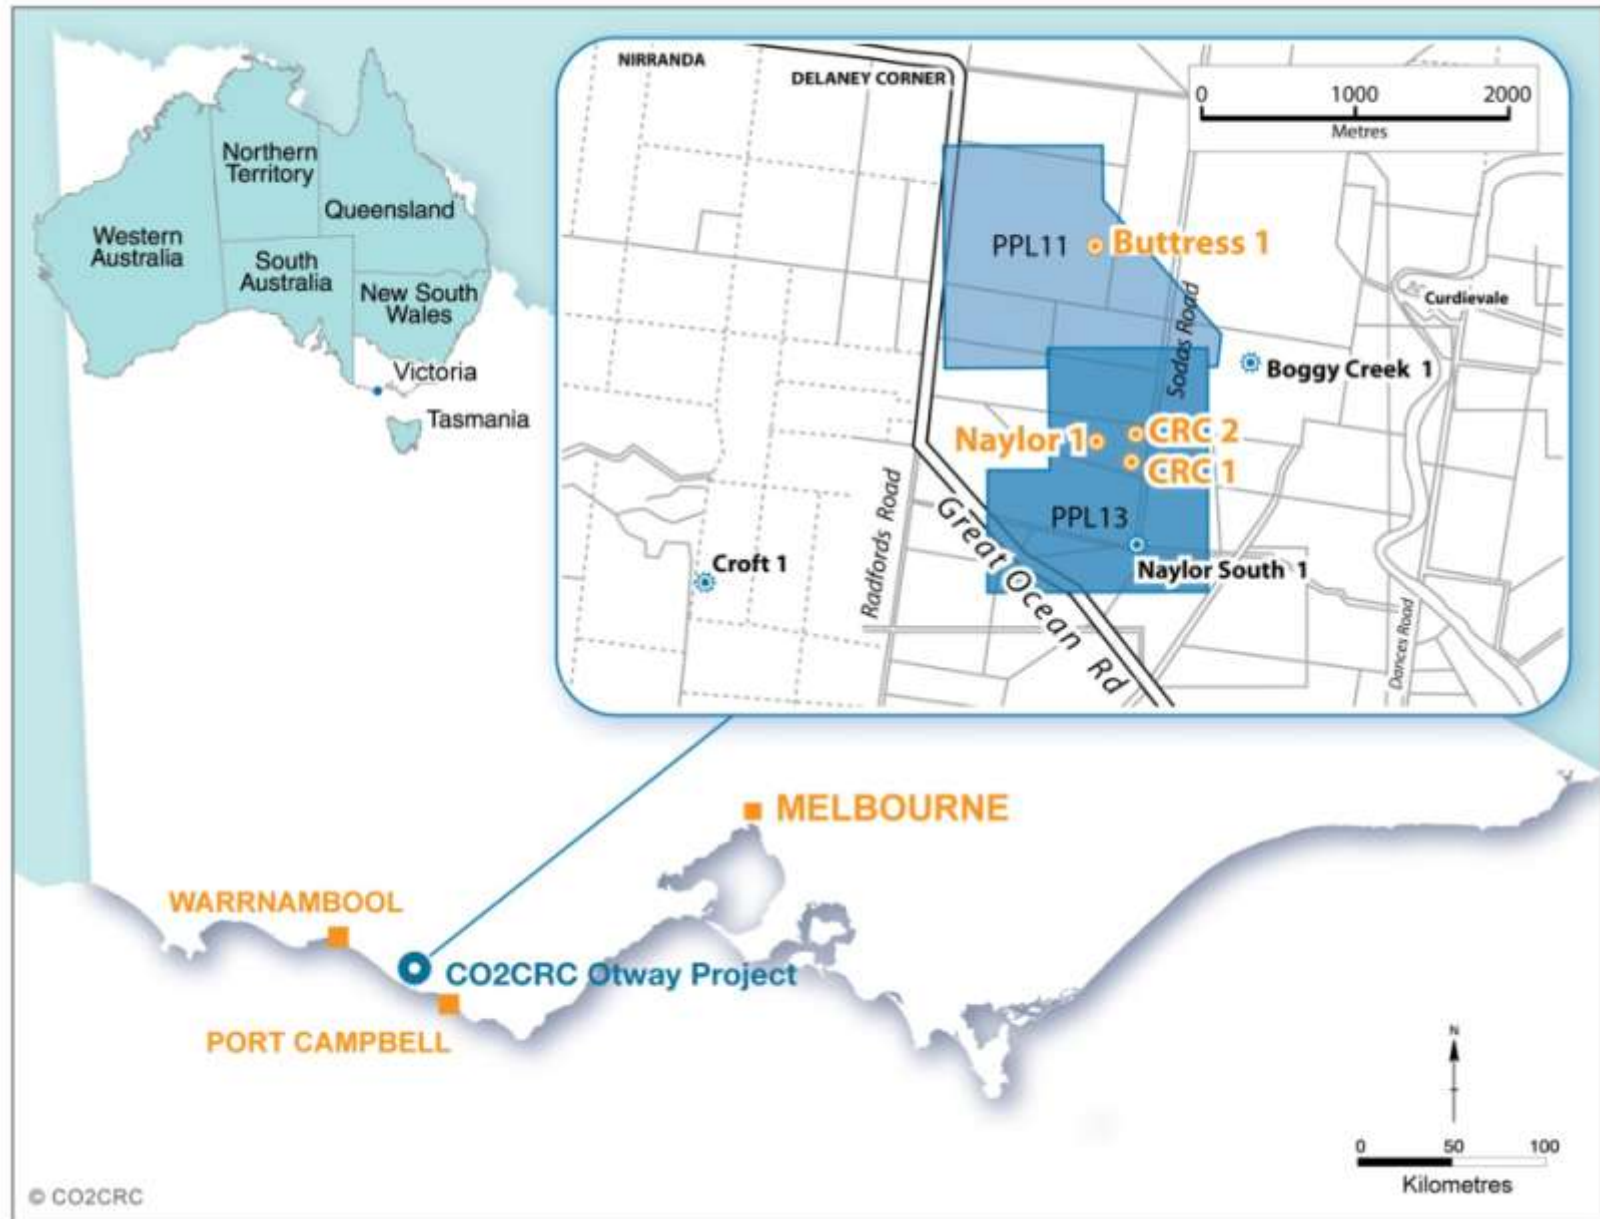 NIRRANDA
DELANEY CORNER
0 1000 2000
Metres
Northern
Territory
Queensland
Western
Australia
South
Australia
New South
Wales
Victoria
Tasmania
PPL11
Buttress 1
Sodas Road
Curdievale
Boggy Creek 1
Naylor 1
CRC 2
CRC 1
PPL13
Radfords Road
Great Ocean Rd
Croft 1
Naylor South 1
Dances Road
MELBOURNE
WARRNAMBOOL
CO2CRC Otway Project
PORT CAMPBELL
N
0 50 100
Kilometres
© CO2CRC